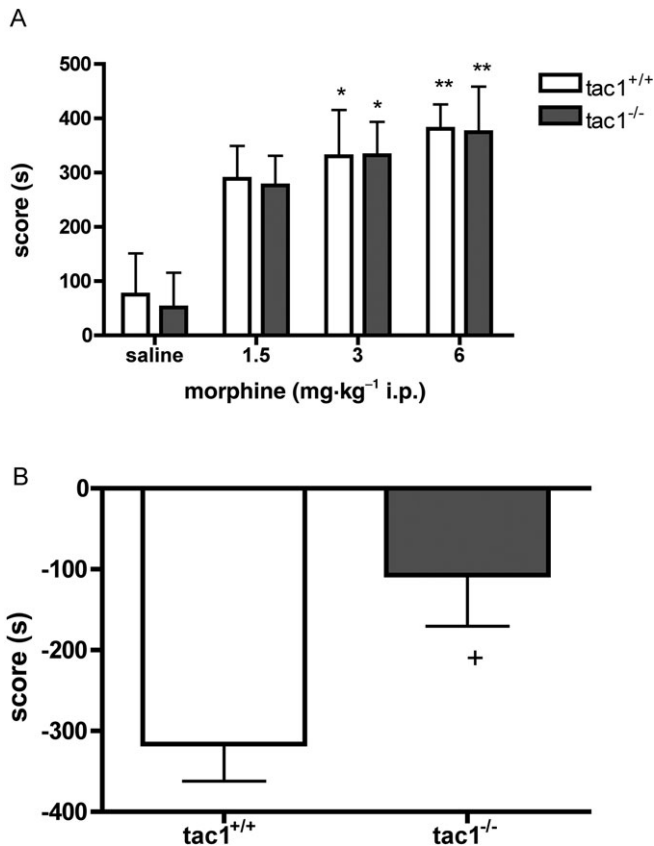 A
500
400
300
200
100
0
score (s)
* * ** **
tac1+/+
tac1-/-
saline 1.5 3 6
morphine (mg·kg–1 i.p.)
B
0
-100
-200
-300
-400
score (s)
+
tac1+/+ tac1-/-